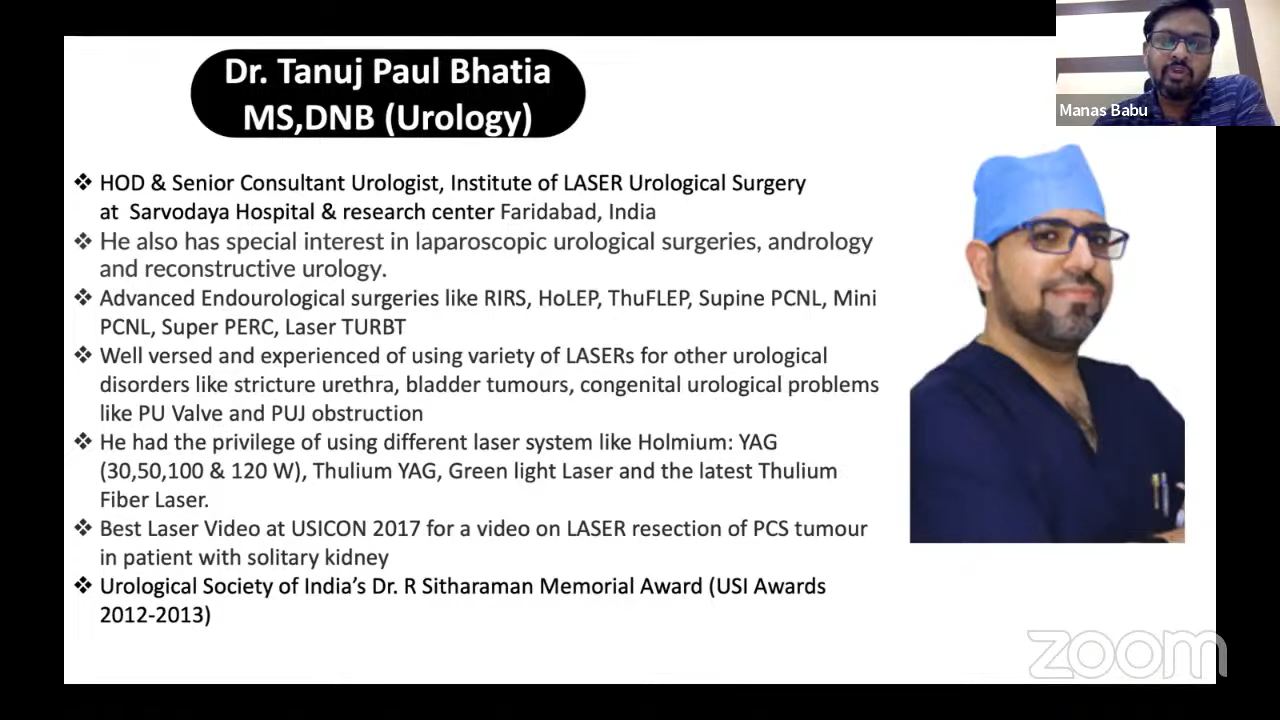 Dr. Tanuj Paul Bhatia
MS,DNB (Urology)
Manas Babu
❖ HOD & Senior Consultant Urologist, Institute of LASER Urological Surgery
at Sarvodaya Hospital & research center Faridabad, India
❖ He also has special interest in laparoscopic urological surgeries, andrology
and reconstructive urology.
❖ Advanced Endourological surgeries like RIRS, HoLEP, ThuFLEP, Supine PCNL, Mini
PCNL, Super PERC, Laser TURBT
❖ Well versed and experienced of using variety of LASERs for other urological
disorders like stricture urethra, bladder tumours, congenital urological problems
like PU Valve and PUJ obstruction
❖ He had the privilege of using different laser system like Holmium: YAG
(30,50,100 & 120 W), Thulium YAG, Green light Laser and the latest Thulium
Fiber Laser.
❖ Best Laser Video at USICON 2017 for a video on LASER resection of PCS tumour
in patient with solitary kidney
❖ Urological Society of India’s Dr. R Sitharaman Memorial Award (USI Awards
2012-2013)
zoom